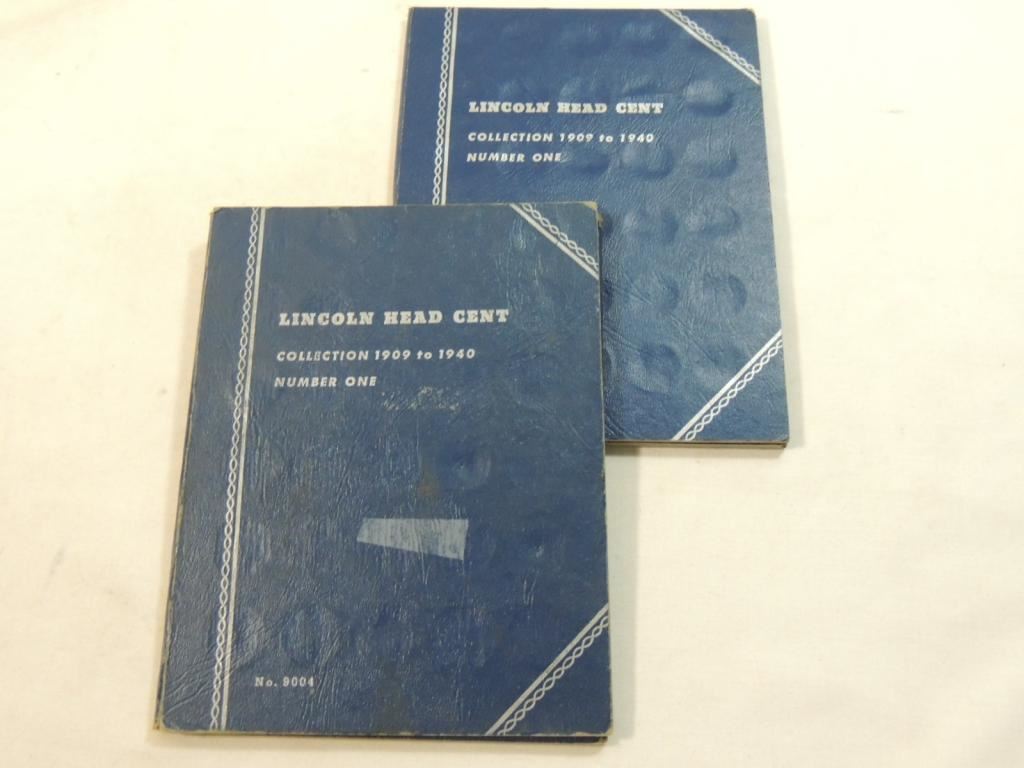 LINCOLN HEAD CENT
COLLECTION 1909 to 1940
NUMBER ONE
LINCOLN HEAD CENT
COLLECTION 1909 to 1940
NUMBER ONE
No. 9004